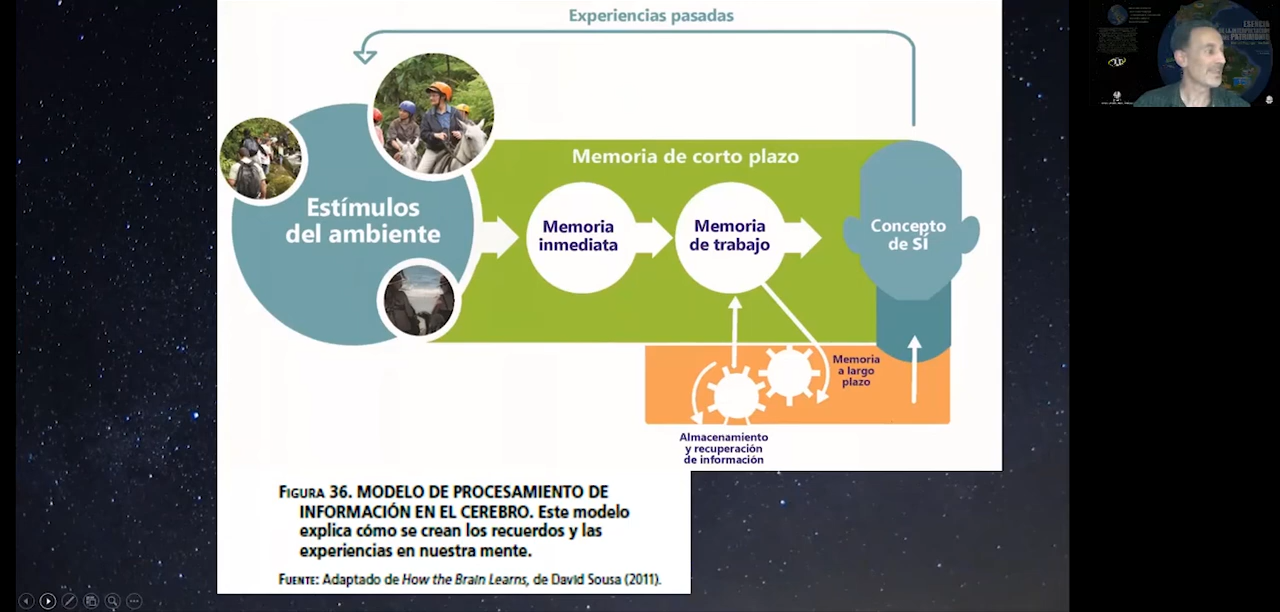 Experiencias pasadas
Memoria de corto plazo
Estímulos
del ambiente
Memoria
inmediata
Memoria
de trabajo
Concepto
de SÍ
Memoria
a largo
plazo
Almacenamiento
y recuperación
de información
FIGURA 36. MODELO DE PROCESAMIENTO DE
INFORMACIÓN EN EL CEREBRO. Este modelo
explica cómo se crean los recuerdos y las
experiencias en nuestra mente.
FUENTE: Adaptado de How the Brain Learns, de David Sousa (2011).
ESENCIA